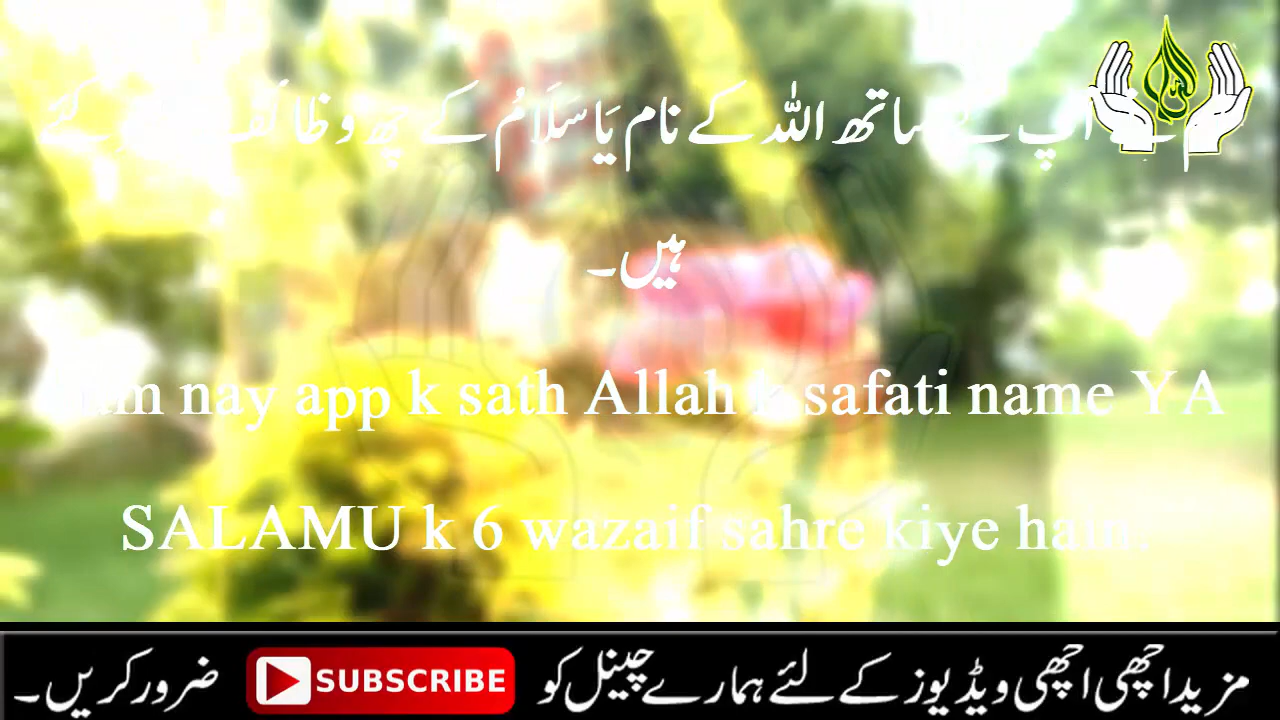 آپ کے ساتھ اللہ کے نام یَا سَلَامُ کے چھ وظائف کئے
ہیں۔
nay app k sath Allah k safati name YA
SALAMU k 6 wazaif sahre kiye hain.
مزید اچھی اچھی ویڈیوز کے لئے ہمارے چینل کو SUBSCRIBE ضرور کریں۔